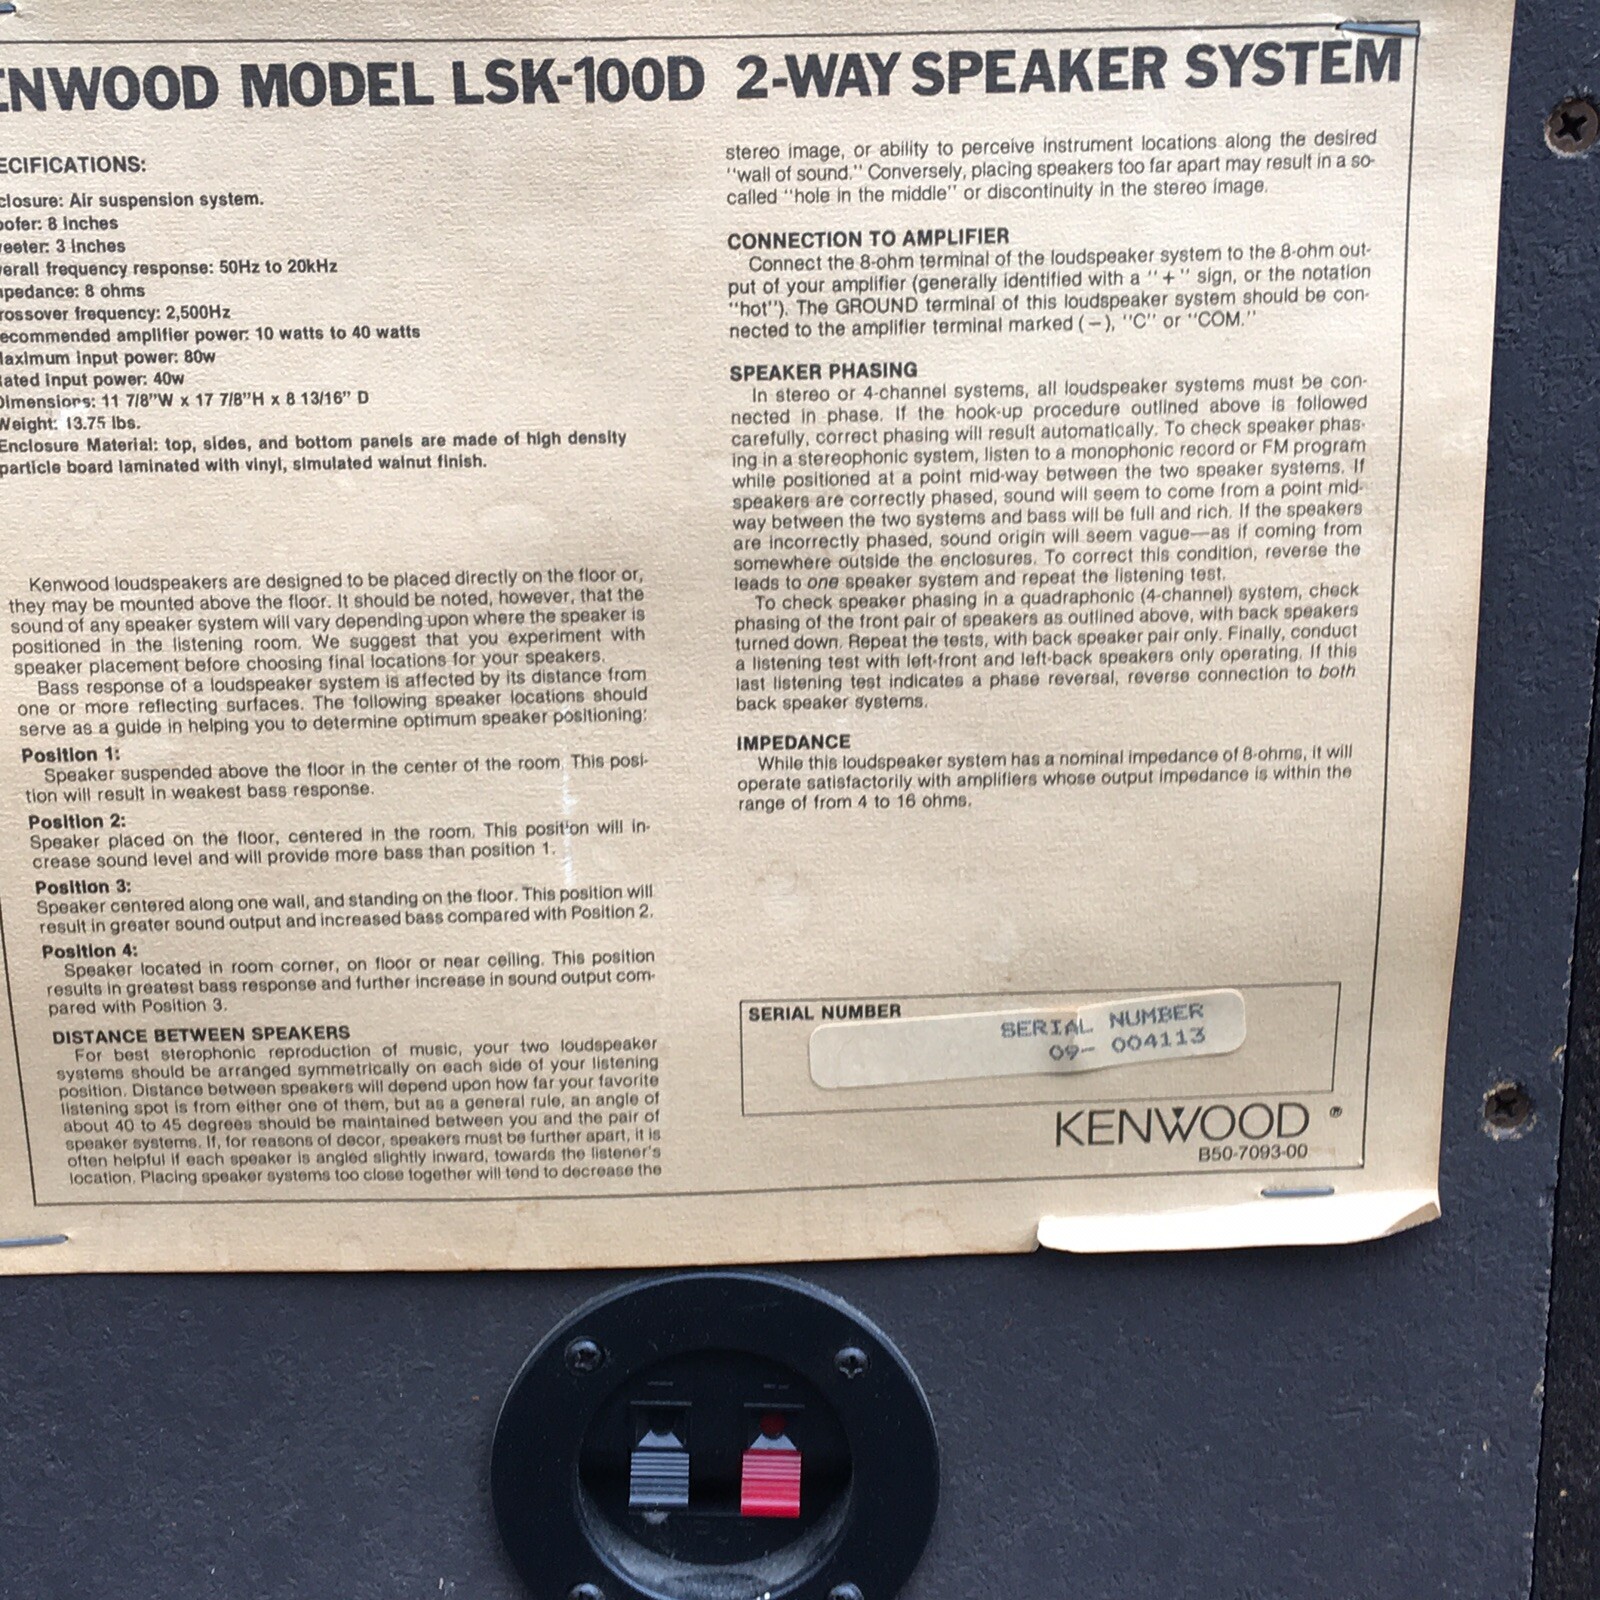 ENWOOD MODEL LSK-100D 2-WAY SPEAKER SYSTEM
ECIFICATIONS:
closure: Air suspension system.
oofer: 8 inches
eeter: 3 inches
erall frequency response: 50Hz to 20kHz
pedance: 8 ohms
rossover frequency: 2,500Hz
ecommended amplifier power: 10 watts to 40 watts
Maximum input power: 80w
Rated input power: 40w
Dimensions: 11 7/8"W x 17 7/8"H x 8 13/16" D
Weight: 13.75 lbs.
Enclosure Material: top, sides, and bottom panels are made of high density
particle board laminated with vinyl, simulated walnut finish.
Kenwood loudspeakers are designed to be placed directly on the floor or,
they may be mounted above the floor. It should be noted, however, that the
sound of any speaker system will vary depending upon where the speaker is
positioned in the listening room. We suggest that you experiment with
speaker placement before choosing final locations for your speakers.
Bass response of a loudspeaker system is affected by its distance from
one or more reflecting surfaces. The following speaker locations should
serve as a guide in helping you to determine optimum speaker positioning:
Position 1:
Speaker suspended above the floor in the center of the room. This posi-
tion will result in weakest bass response.
Position 2:
Speaker placed on the floor, centered in the room. This position will in-
crease sound level and will provide more bass than position 1.
Position 3:
Speaker centered along one wall, and standing on the floor. This position will
result in greater sound output and increased bass compared with Position 2.
Position 4:
Speaker located in room corner, on floor or near ceiling. This position
results in greatest bass response and further increase in sound output com-
pared with Position 3.
DISTANCE BETWEEN SPEAKERS
For best sterophonic reproduction of music, your two loudspeaker
systems should be arranged symmetrically on each side of your listening
position. Distance between speakers will depend upon how far your favorite
listening spot is from either one of them, but as a general rule, an angle of
about 40 to 45 degrees should be maintained between you and the pair of
speaker systems. If, for reasons of decor, speakers must be further apart, it is
often helpful if each speaker is angled slightly inward, towards the listener's
location. Placing speaker systems too close together will tend to decrease the
stereo image, or ability to perceive instrument locations along the desired
"wall of sound." Conversely, placing speakers too far apart may result in a so-
called "hole in the middle" or discontinuity in the stereo image.
CONNECTION TO AMPLIFIER
Connect the 8-ohm terminal of the loudspeaker system to the 8-ohm out-
put of your amplifier (generally identified with a "+" sign, or the notation
"hot"). The GROUND terminal of this loudspeaker system should be con-
nected to the amplifier terminal marked (–), "C" or "COM."
SPEAKER PHASING
In stereo or 4-channel systems, all loudspeaker systems must be con-
nected in phase. If the hook-up procedure outlined above is followed
carefully, correct phasing will result automatically. To check speaker phas-
ing in a stereophonic system, listen to a monophonic record or FM program
while positioned at a point mid-way between the two speaker systems. If
speakers are correctly phased, sound will seem to come from a point mid-
way between the two systems and bass will be full and rich. If the speakers
are incorrectly phased, sound origin will seem vague—as if coming from
somewhere outside the enclosures. To correct this condition, reverse the
leads to one speaker system and repeat the listening test.
To check speaker phasing in a quadraphonic (4-channel) system, check
phasing of the front pair of speakers as outlined above, with back speakers
turned down. Repeat the tests, with back speaker pair only. Finally, conduct
a listening test with left-front and left-back speakers only operating. If this
last listening test indicates a phase reversal, reverse connection to both
back speaker systems.
IMPEDANCE
While this loudspeaker system has a nominal impedance of 8-ohms, it will
operate satisfactorily with amplifiers whose output impedance is within the
range of from 4 to 16 ohms.
SERIAL NUMBER
SERIAL NUMBER
09- 004113
KENWOOD ®
B50-7093-00